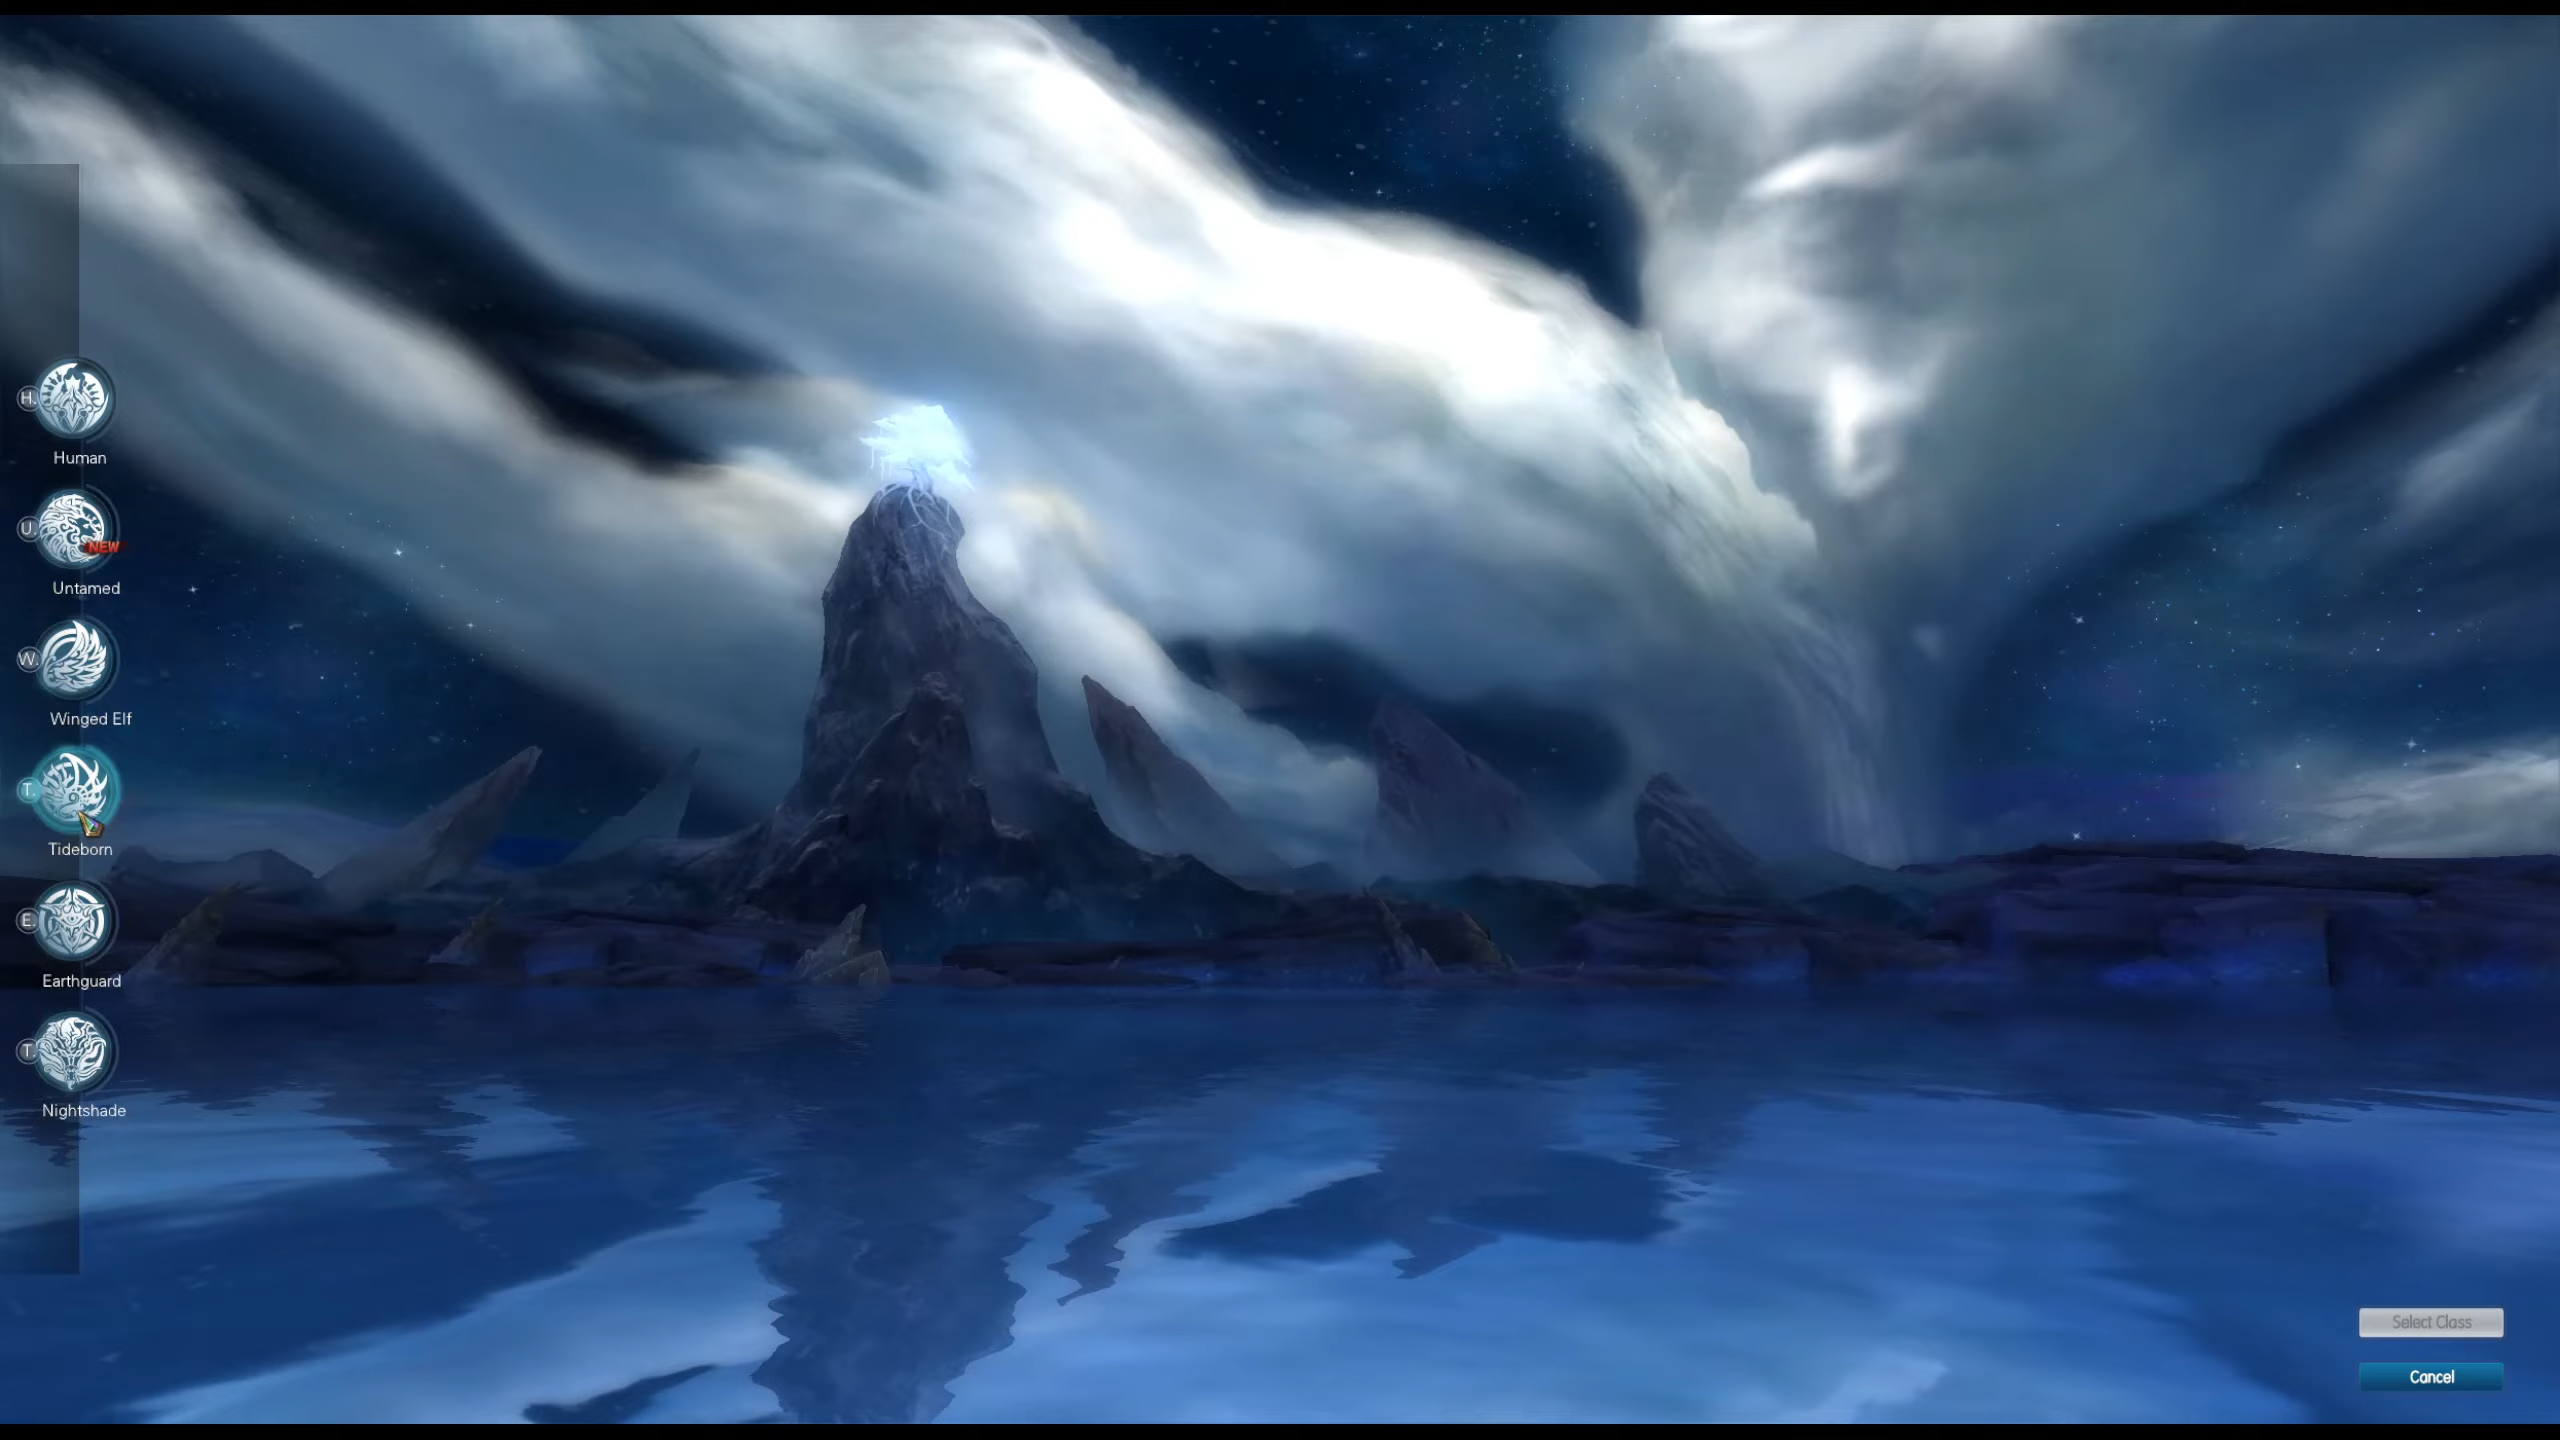 H.
Human
U.
NEW
Untamed
W.
Winged Elf
T.
Tideborn
E.
Earthguard
T.
Nightshade
Select Class
Cancel